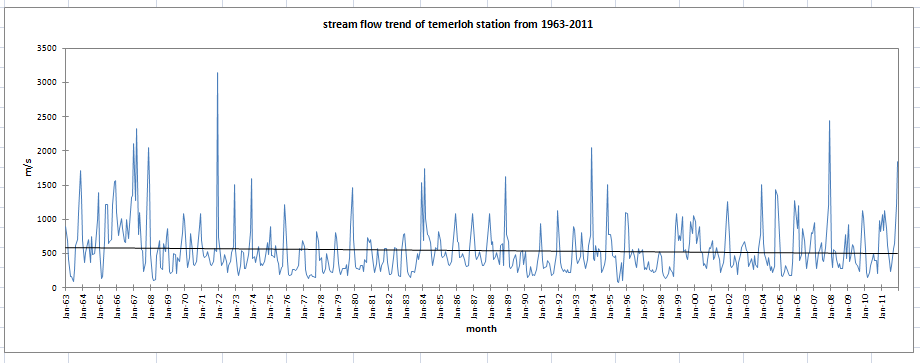 stream flow trend of temerloh station from 1963-2011
3500
3000
2500
2000
1500
1000
500
0
m/s
Jan-63
Jan-64
Jan-65
Jan-66
Jan-67
Jan-68
Jan-69
Jan-70
Jan-71
Jan-72
Jan-73
Jan-74
Jan-75
Jan-76
Jan-77
Jan-78
Jan-79
Jan-80
Jan-81
Jan-82
Jan-83
Jan-84
Jan-85
Jan-86
Jan-87
Jan-88
Jan-89
Jan-90
Jan-91
Jan-92
Jan-93
Jan-94
Jan-95
Jan-96
Jan-97
Jan-98
Jan-99
Jan-00
Jan-01
Jan-02
Jan-03
Jan-04
Jan-05
Jan-06
Jan-07
Jan-08
Jan-09
Jan-10
Jan-11
month